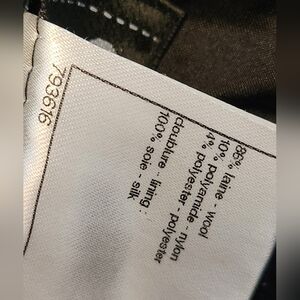 793616
86% laine - wool
10% polyamide - nylon
4% polyester - polyester
doublure - lining :
100% soie - silk